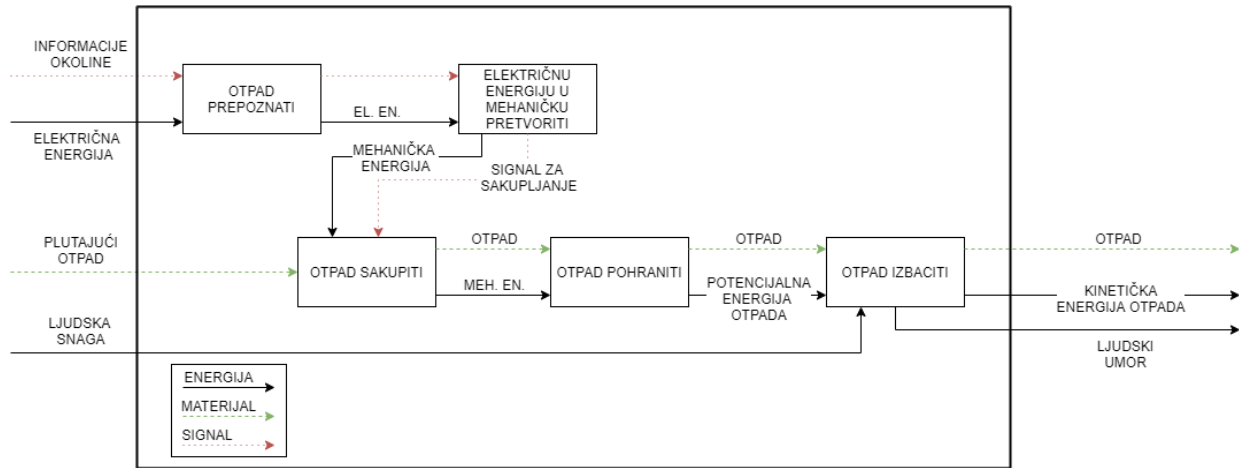 INFORMACIJE
OKOLINE
OTPAD
PREPOZNATI
ELEKTRIČNU
ENERGIJU U
MEHANIČKU
PRETVORITI
EL. EN.
ELEKTRIČNA
ENERGIJA
MEHANIČKA
ENERGIJA
SIGNAL ZA
SAKUPLJANJE
PLUTAJUĆI
OTPAD
OTPAD SAKUPITI
OTPAD
MEH. EN.
OTPAD POHRANITI
OTPAD
POTENCIJALNA
ENERGIJA
OTPADA
OTPAD IZBACITI
OTPAD
KINETIČKA
ENERGIJA OTPADA
LJUDSKI
UMOR
LJUDSKA
SNAGA
ENERGIJA
MATERIJAL
SIGNAL